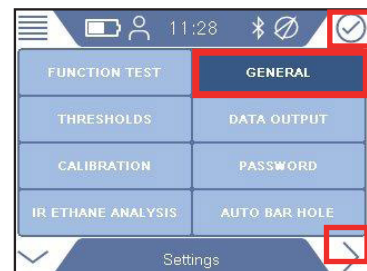 11:28
FUNCTION TEST GENERAL
THRESHOLDS DATA OUTPUT
CALIBRATION PASSWORD
IR ETHANE ANALYSIS AUTO BAR HOLE
Settings